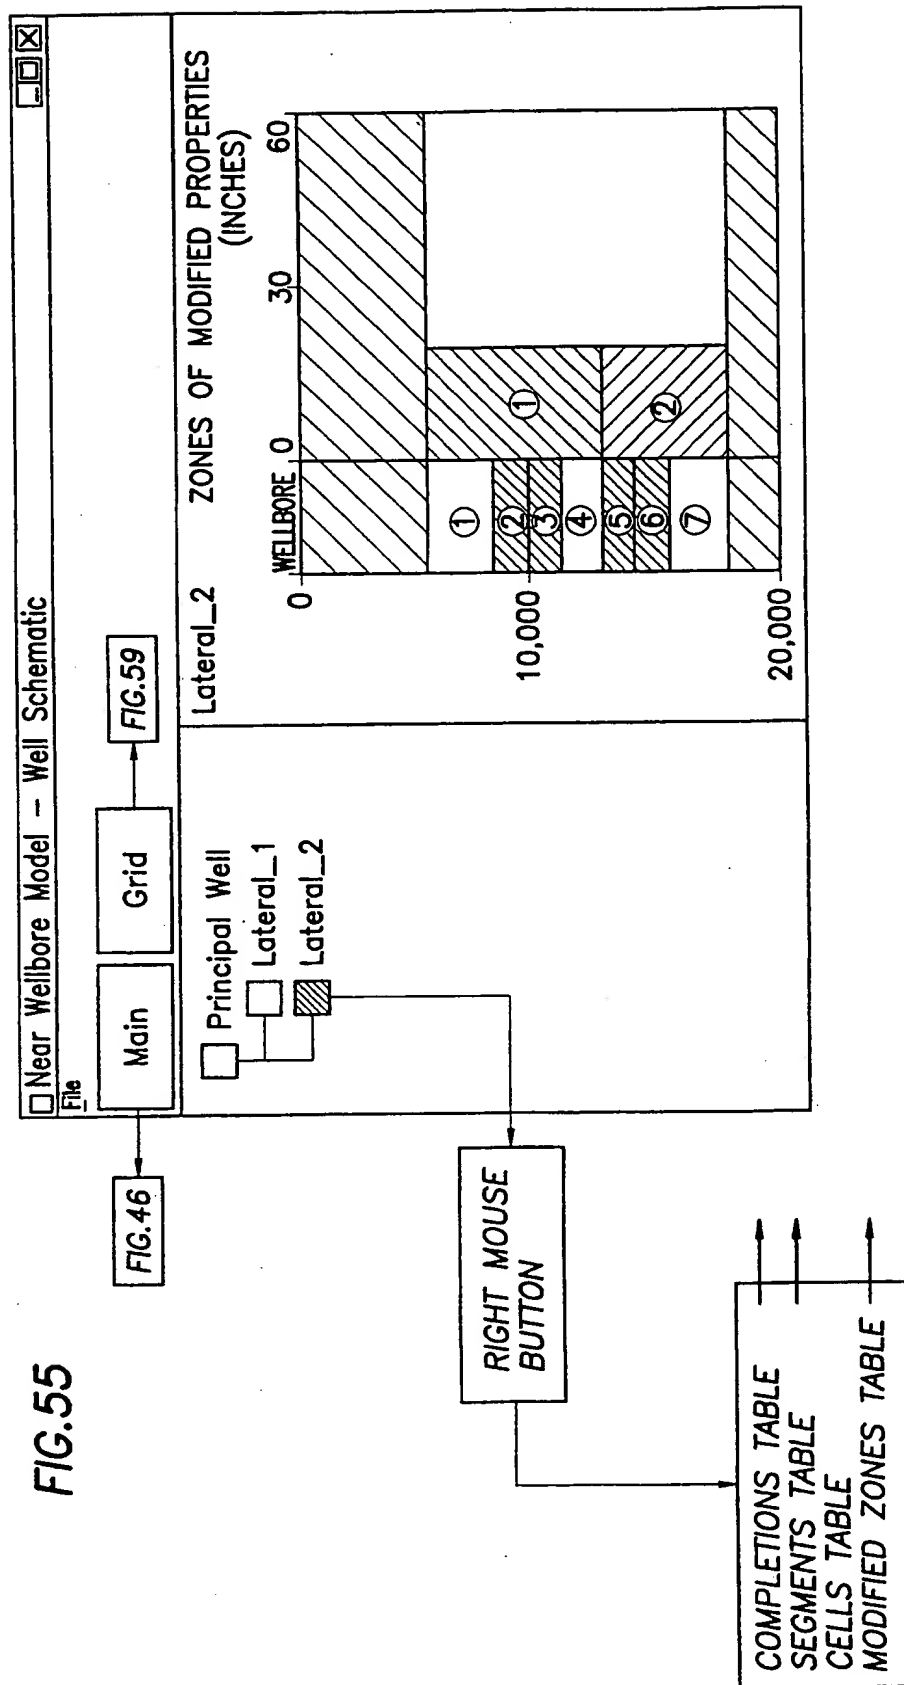 FIG.55
Near Wellbore Model – Well Schematic
File
Main
Grid
FIG.46
FIG.59
Principal Well
Lateral_1
Lateral_2
Lateral_2
ZONES OF MODIFIED PROPERTIES
(INCHES)
WELLBORE
0
30
60
0
10,000
20,000
1
2
3
4
5
6
7
1
2
RIGHT MOUSE
BUTTON
COMPLETIONS TABLE
SEGMENTS TABLE
CELLS TABLE
MODIFIED ZONES TABLE